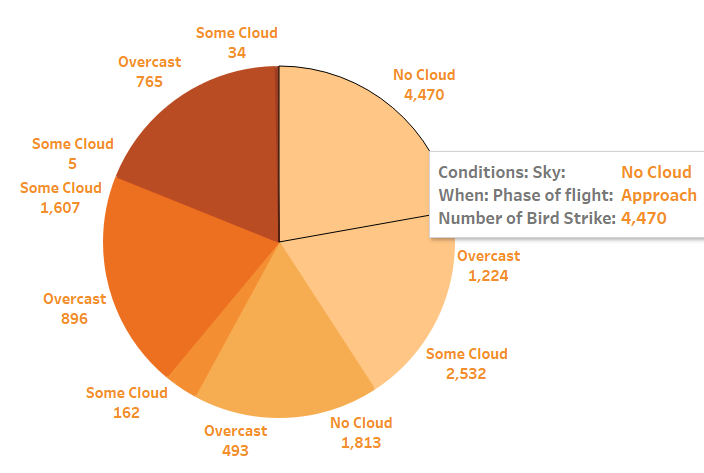 Some Cloud
34
Overcast
765
No Cloud
4,470
Some Cloud
5
Some Cloud
1,607
Conditions: Sky: No Cloud
When: Phase of flight: Approach
Number of Bird Strike: 4,470
Overcast
1,224
Overcast
896
Some Cloud
2,532
Some Cloud
162
No Cloud
1,813
Overcast
493